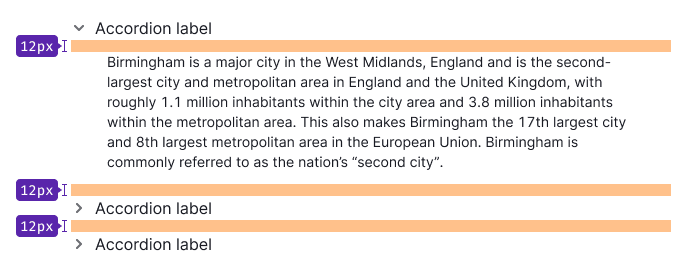 Accordion label
12px
Birmingham is a major city in the West Midlands, England and is the second-
largest city and metropolitan area in England and the United Kingdom, with
roughly 1.1 million inhabitants within the city area and 3.8 million inhabitants
within the metropolitan area. This also makes Birmingham the 17th largest city
and 8th largest metropolitan area in the European Union. Birmingham is
commonly referred to as the nation’s “second city”.
12px
Accordion label
12px
Accordion label